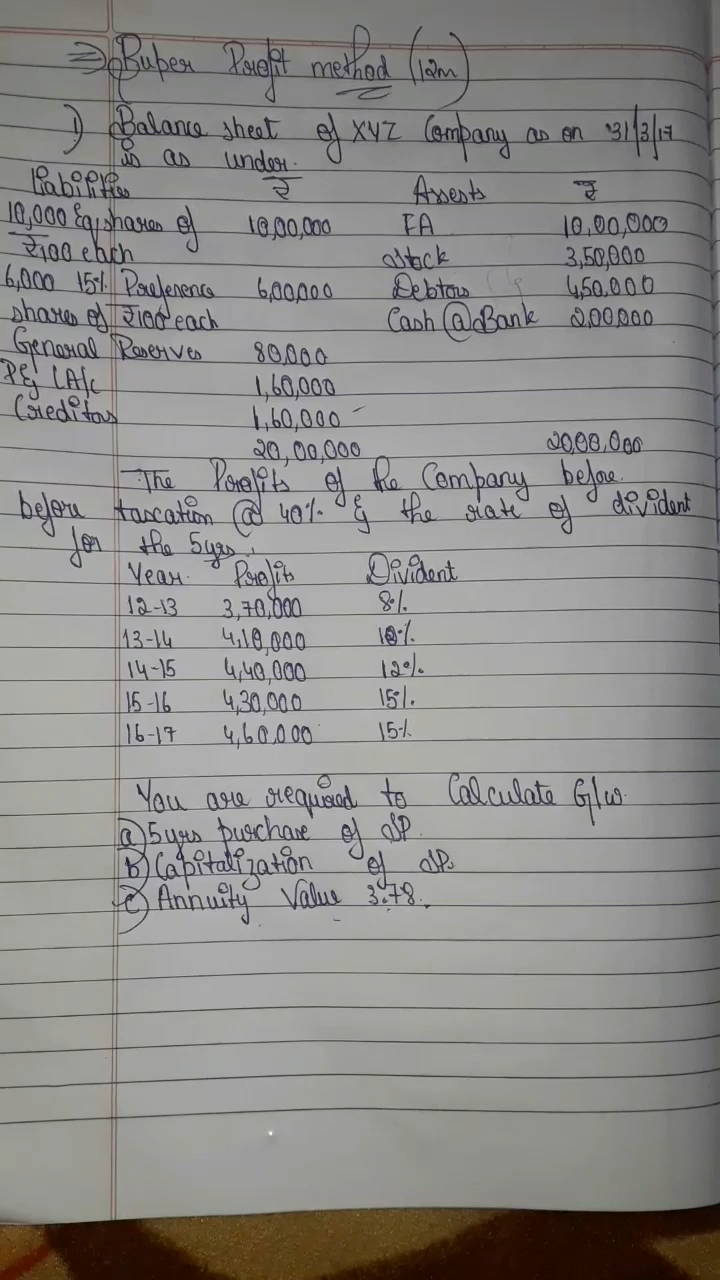 => Super Profit method (12m)
1) Balance sheet of XYZ Company as on 31/3/17
is as under.
Liabilities ₹ Assests ₹
10,000 Eq shares of 10,00,000 FA 10,00,000
₹100 each Stock 3,50,000
6,000 15% Preference 6,00,000 Debtors 4,50,000
shares of ₹100 each Cash @ Bank 2,00,000
General Reserves 80,000
P&L A/c 1,60,000
Creditos 1,60,000
20,00,000 2000,000
The Profits of the Company before
before taxcation @ 40% & the rate of divident
for the 5yrs.
Year Profits Divident
12-13 3,70,000 8%
13-14 4,10,000 10%
14-15 4,40,000 12%
15-16 4,30,000 15%
16-17 4,60,000 15%
You are required to Calculate G/w.
a) 5yrs purchase of SP.
b) Capitalization of SP.
c) Annuity Value 3.78.